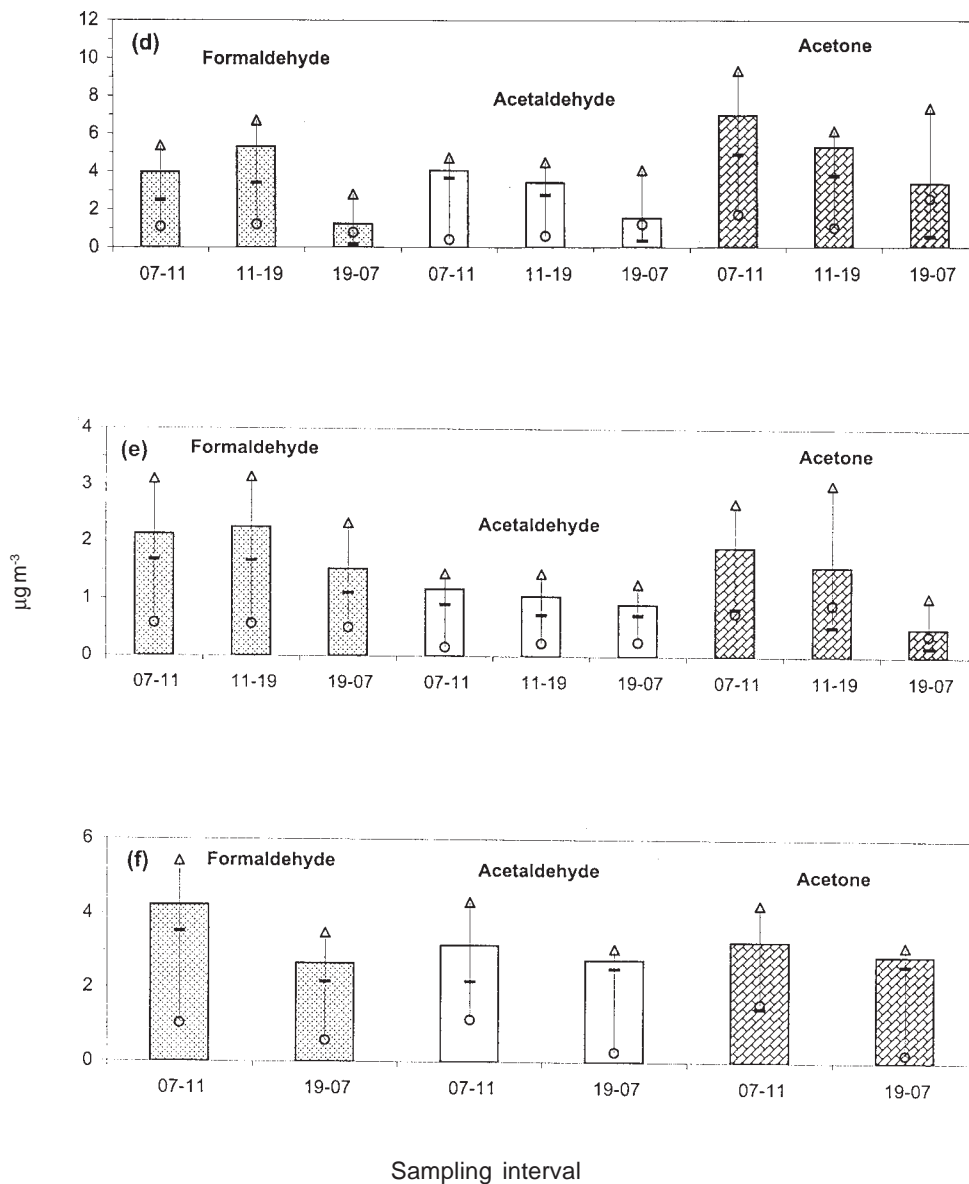 12
10
8
6
4
2
0
(d)
Formaldehyde
Acetaldehyde
Acetone
07-11 11-19 19-07 07-11 11-19 19-07 07-11 11-19 19-07
µgm-3
4
3
2
1
0
(e)
Formaldehyde
Acetaldehyde
Acetone
07-11 11-19 19-07 07-11 11-19 19-07 07-11 11-19 19-07
6
4
2
0
(f)
Formaldehyde
Acetaldehyde
Acetone
07-11 19-07 07-11 19-07 07-11 19-07
Sampling interval